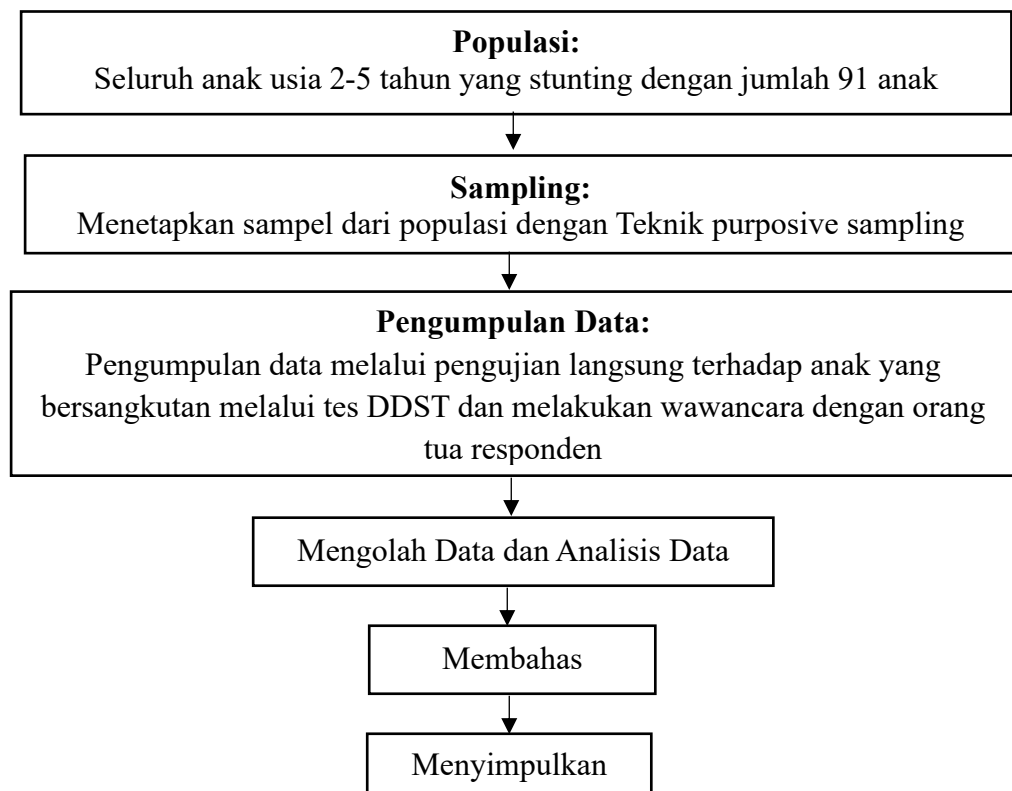 Populasi:
Seluruh anak usia 2-5 tahun yang stunting dengan jumlah 91 anak
Sampling:
Menetapkan sampel dari populasi dengan Teknik purposive sampling
Pengumpulan Data:
Pengumpulan data melalui pengujian langsung terhadap anak yang
bersangkutan melalui tes DDST dan melakukan wawancara dengan orang
tua responden
Mengolah Data dan Analisis Data
Membahas
Menyimpulkan